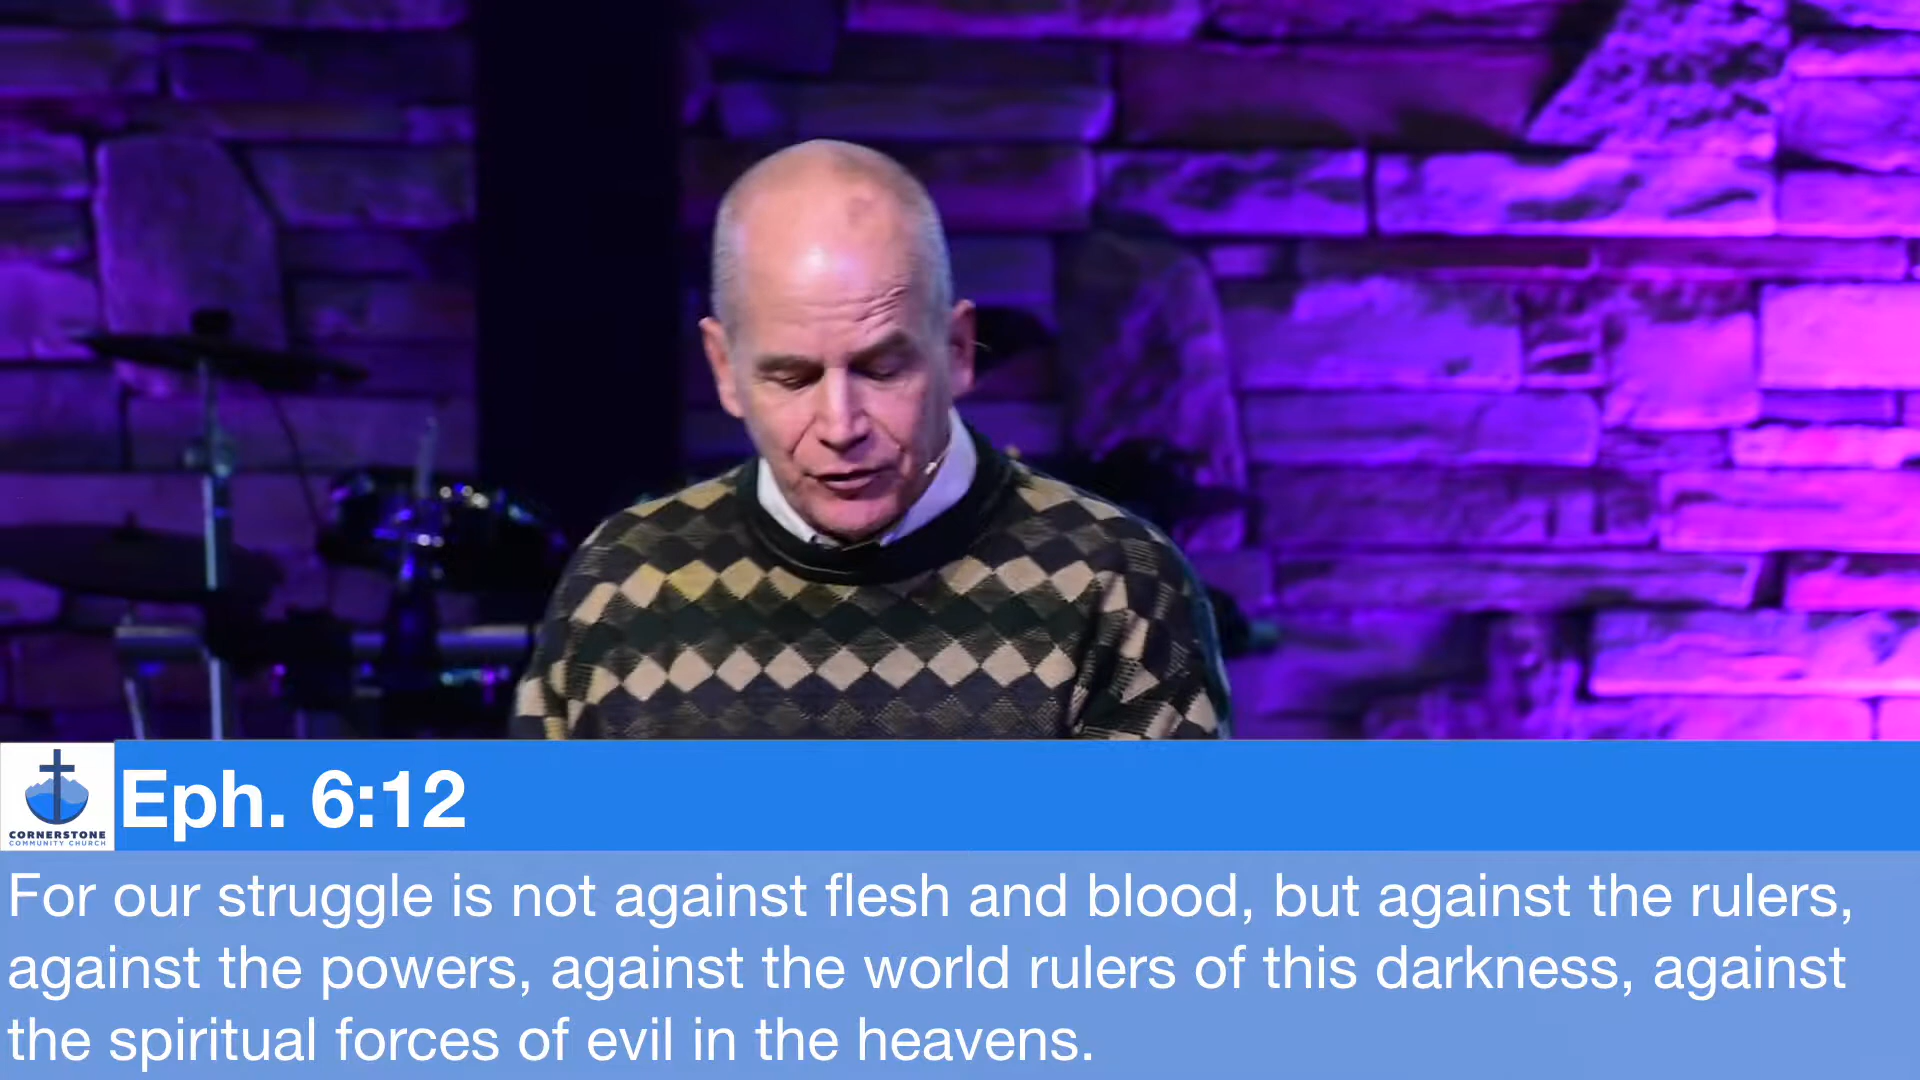 Eph. 6:12
CORNERSTONE
COMMUNITY CHURCH
For our struggle is not against flesh and blood, but against the rulers,
against the powers, against the world rulers of this darkness, against
the spiritual forces of evil in the heavens.